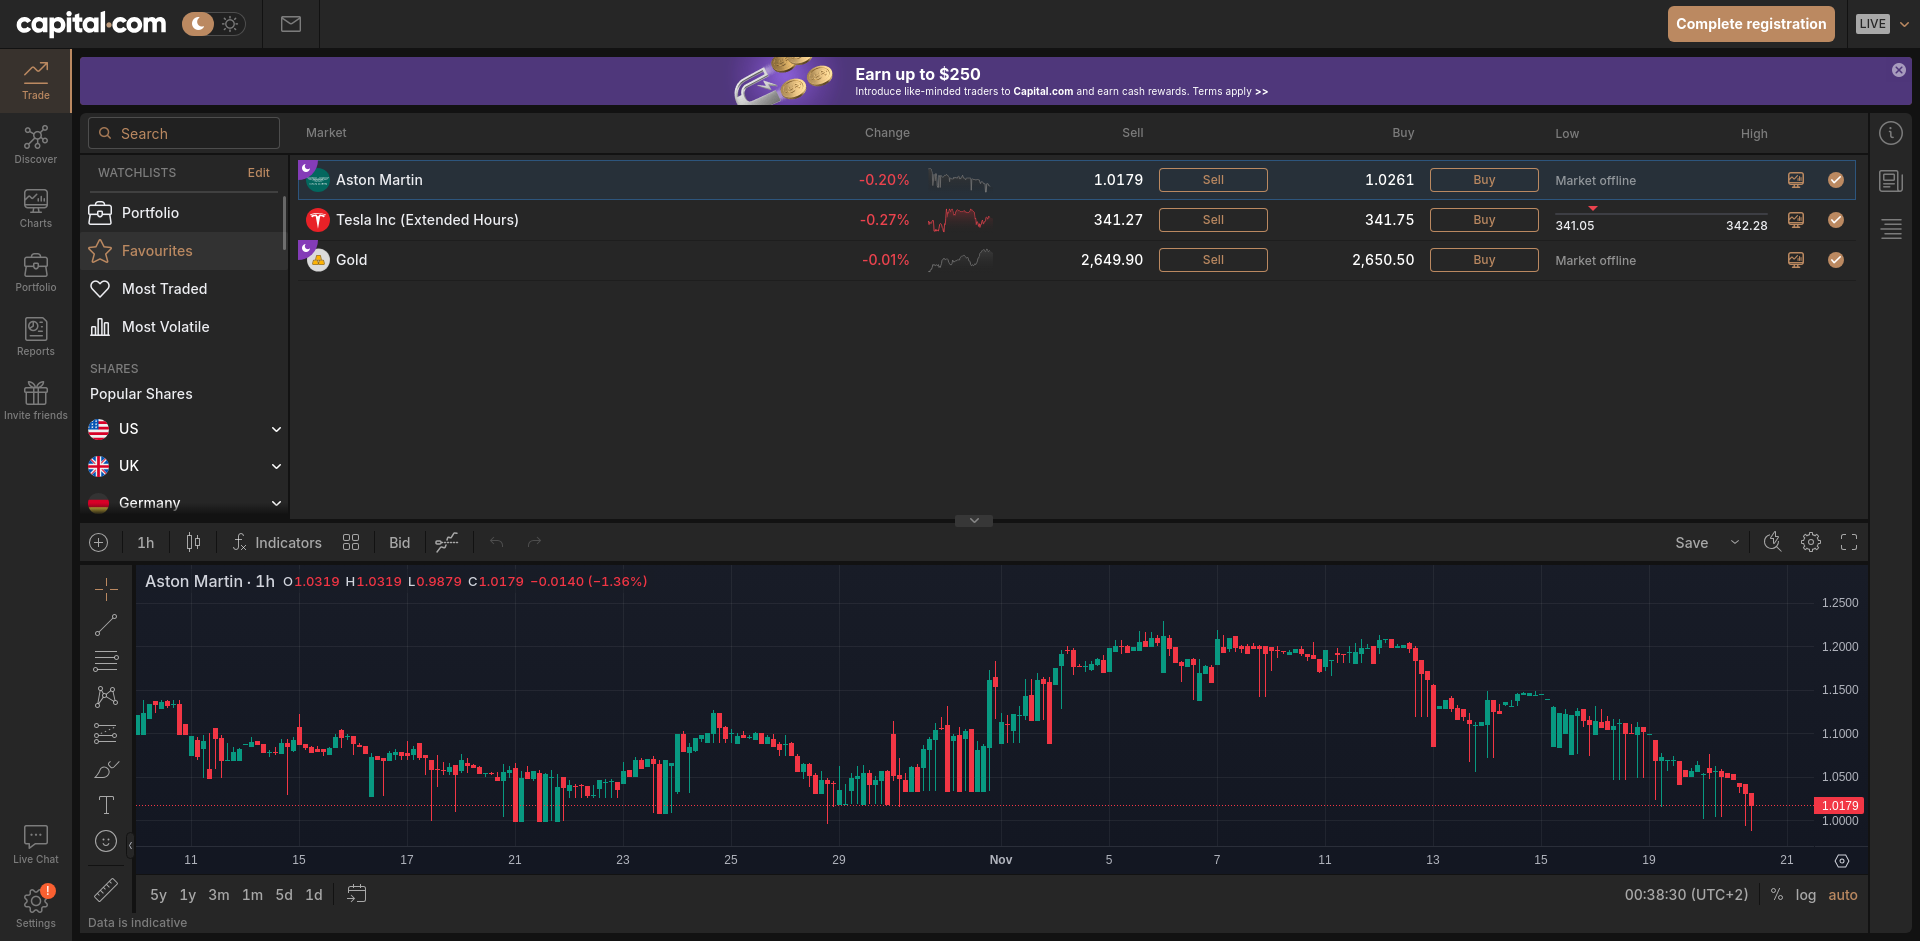 capital.com
Complete registration
LIVE
Trade
Discover
Charts
Portfolio
Reports
Invite friends
Live Chat
!
Settings
Earn up to $250
Introduce like-minded traders to Capital.com and earn cash rewards. Terms apply >>
Search
Market Change Sell Buy Low High
WATCHLISTS Edit
Portfolio
Favourites
Most Traded
Most Volatile
SHARES
Popular Shares
US
UK
Germany
Aston Martin -0.20% 1.0179 Sell 1.0261 Buy Market offline
Tesla Inc (Extended Hours) -0.27% 341.27 Sell 341.75 Buy 341.05 342.28
Gold -0.01% 2,649.90 Sell 2,650.50 Buy Market offline
1h Indicators Bid Save
Aston Martin · 1h O1.0319 H1.0319 L0.9879 C1.0179 −0.0140 (−1.36%)
1.2500
1.2000
1.1500
1.1000
1.0500
1.0179
1.0000
11 15 17 21 23 25 29 Nov 5 7 11 13 15 19 21
5y 1y 3m 1m 5d 1d 00:38:30 (UTC+2) % log auto
Data is indicative